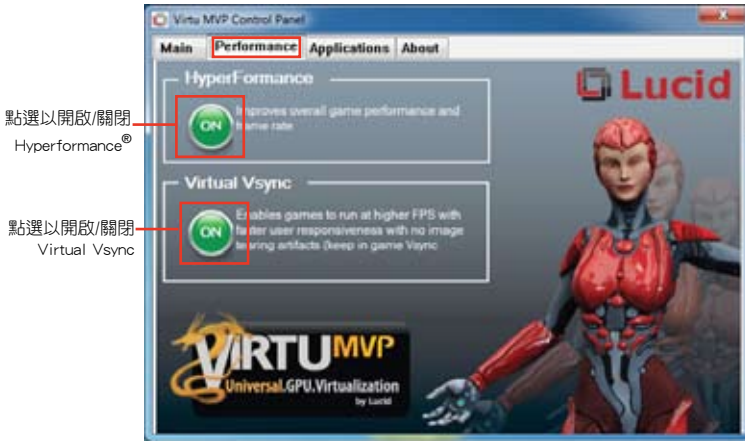 Virtu MVP Control Panel
Main Performance Applications About
HyperFormance
ON
Improves overall game performance and
frame rate
點選以開啟/關閉
Hyperformance®
Virtual Vsync
ON
Enables games to run at higher FPS with
faster user responsiveness with no image
tearing artifacts (keep in game Vsync
點選以開啟/關閉
Virtual Vsync
Lucid
VIRTU MVP
Universal.GPU.Virtualization
by Lucid